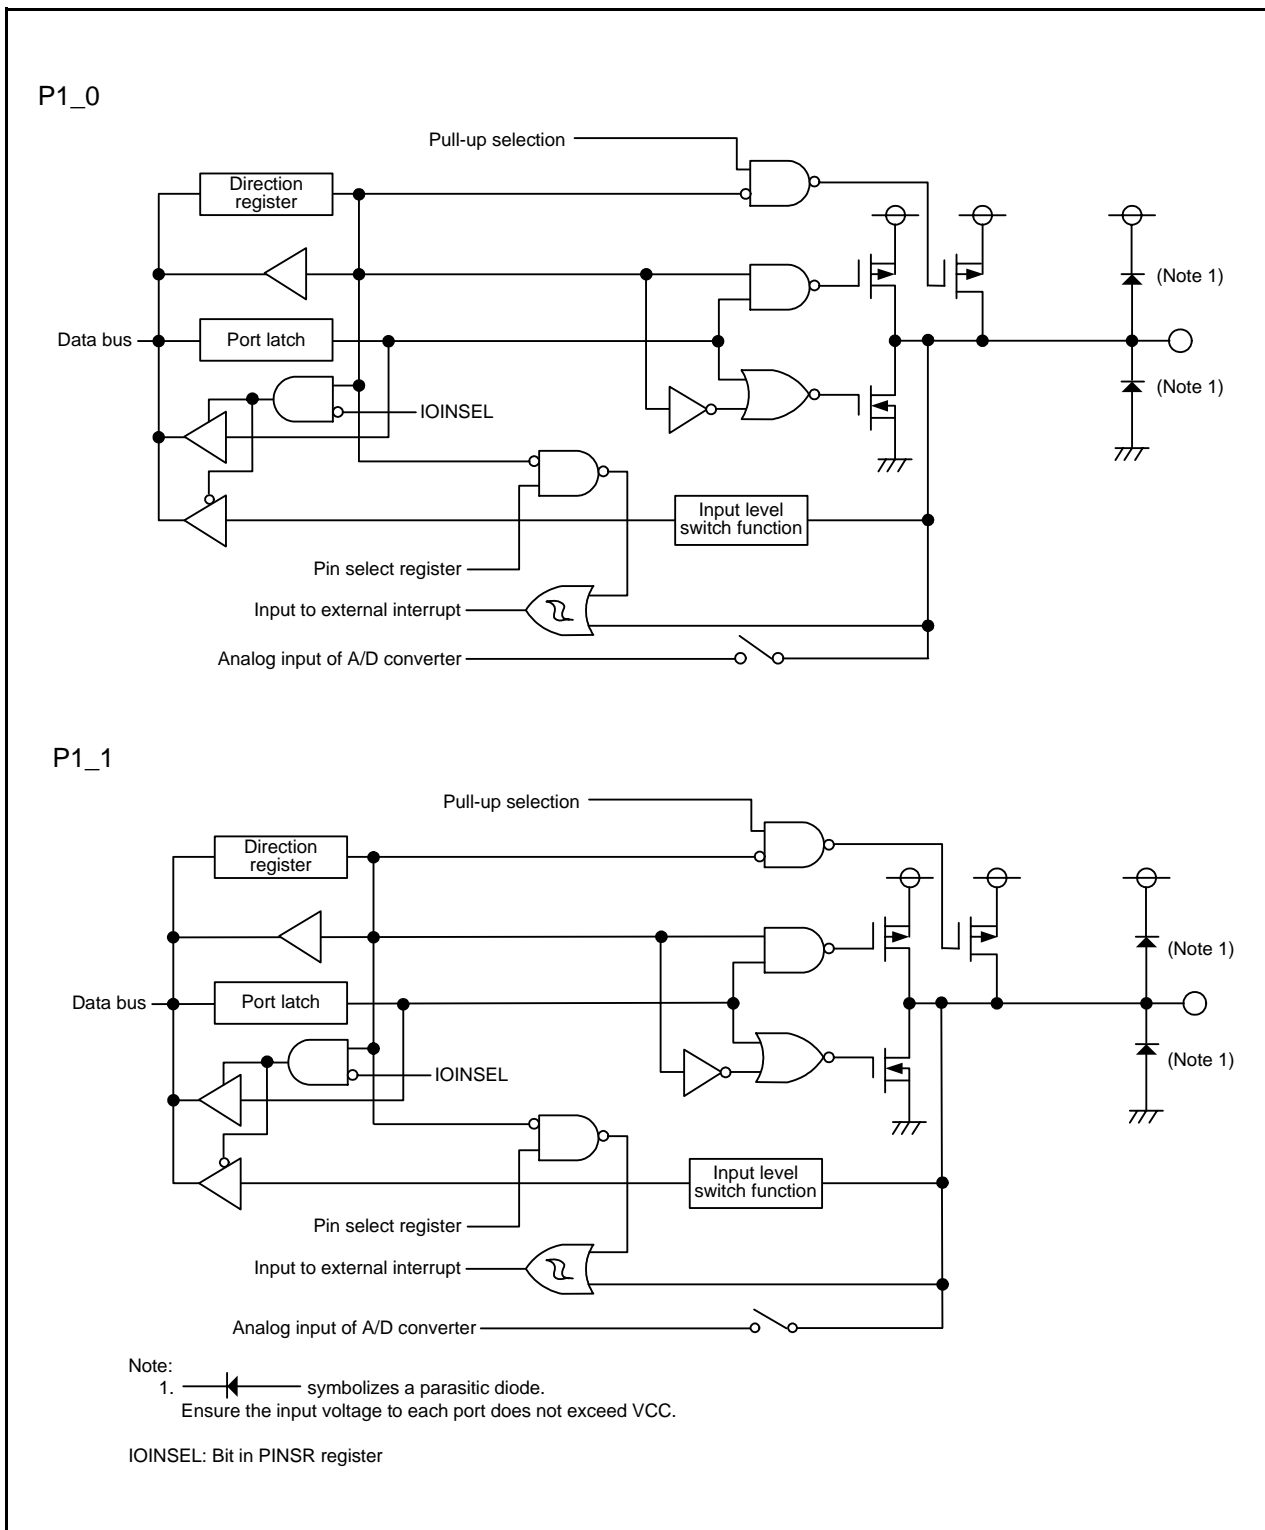 P1_0
Pull-up selection
Direction
register
(Note 1)
Data bus
Port latch
(Note 1)
IOINSEL
Input level
switch function
Pin select register
Input to external interrupt
Analog input of A/D converter
P1_1
Pull-up selection
Direction
register
(Note 1)
Data bus
Port latch
(Note 1)
IOINSEL
Input level
switch function
Pin select register
Input to external interrupt
Analog input of A/D converter
Note:
1. symbolizes a parasitic diode.
Ensure the input voltage to each port does not exceed VCC.
IOINSEL: Bit in PINSR register